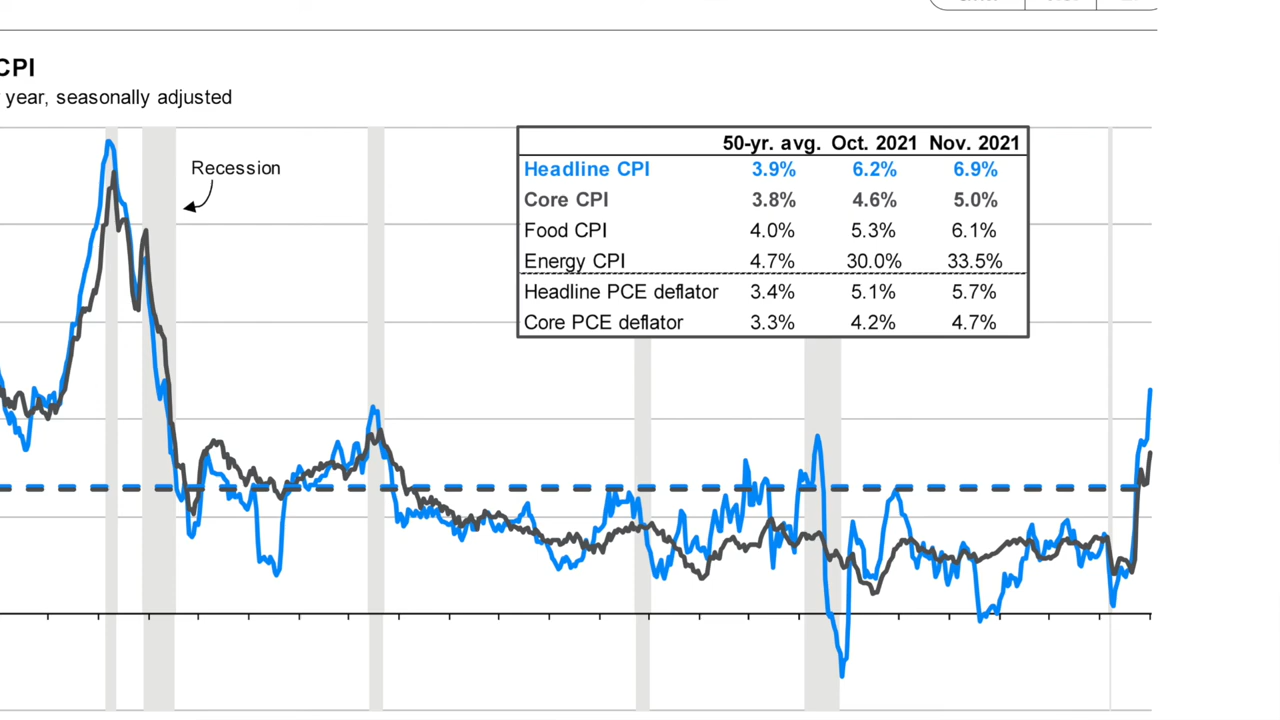 CPI
year, seasonally adjusted
Recession
50-yr. avg. Oct. 2021 Nov. 2021
Headline CPI 3.9% 6.2% 6.9%
Core CPI 3.8% 4.6% 5.0%
Food CPI 4.0% 5.3% 6.1%
Energy CPI 4.7% 30.0% 33.5%
Headline PCE deflator 3.4% 5.1% 5.7%
Core PCE deflator 3.3% 4.2% 4.7%